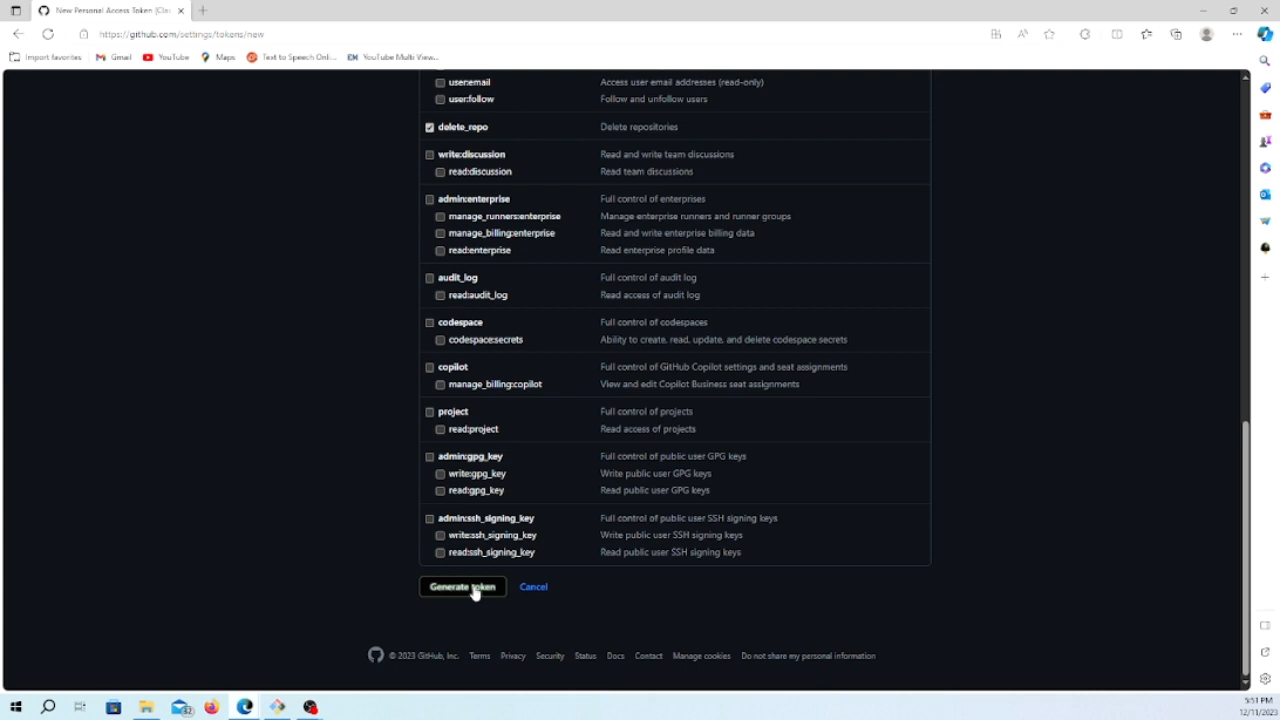 New Personal Access Token (Cla
https://github.com/settings/tokens/new
Import favorites Gmail YouTube Maps Text to Speech Onli... YouTube Multi View...
user:email Access user email addresses (read-only)
user:follow Follow and unfollow users
delete_repo Delete repositories
write:discussion Read and write team discussions
read:discussion Read team discussions
admin:enterprise Full control of enterprises
manage_runners:enterprise Manage enterprise runners and runner groups
manage_billing:enterprise Read and write enterprise billing data
read:enterprise Read enterprise profile data
audit_log Full control of audit log
read:audit_log Read access of audit log
codespace Full control of codespaces
codespace:secrets Ability to create, read, update, and delete codespace secrets
copilot Full control of GitHub Copilot settings and seat assignments
manage_billing:copilot View and edit Copilot Business seat assignments
project Full control of projects
read:project Read access of projects
admin:gpg_key Full control of public user GPG keys
write:gpg_key Write public user GPG keys
read:gpg_key Read public user GPG keys
admin:ssh_signing_key Full control of public user SSH signing keys
write:ssh_signing_key Write public user SSH signing keys
read:ssh_signing_key Read public user SSH signing keys
Generate token Cancel
© 2023 GitHub, Inc. Terms Privacy Security Status Docs Contact Manage cookies Do not share my personal information
5:51 PM
12/11/2023